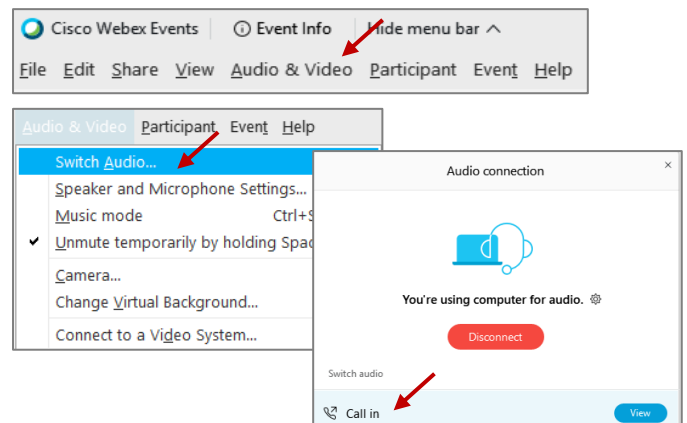 Cisco Webex Events Event Info Hide menu bar
File Edit Share View Audio & Video Participant Event Help
Audio & Video Participant Event Help
Switch Audio...
Speaker and Microphone Settings...
Music mode Ctrl+S
Unmute temporarily by holding Spa
Camera...
Change Virtual Background...
Connect to a Video System...
Audio connection
You're using computer for audio.
Disconnect
Switch audio
Call in View